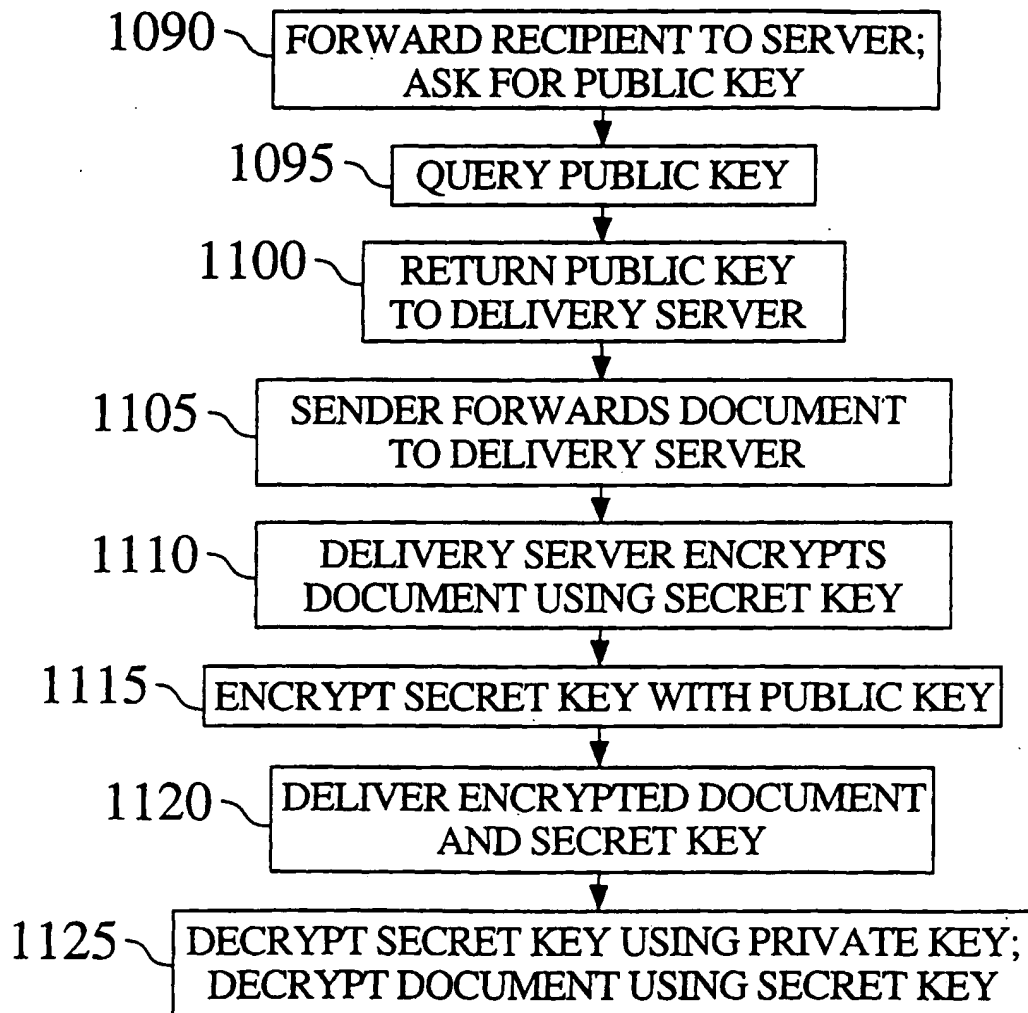 1090
FORWARD RECIPIENT TO SERVER;
ASK FOR PUBLIC KEY
1095
QUERY PUBLIC KEY
1100
RETURN PUBLIC KEY
TO DELIVERY SERVER
1105
SENDER FORWARDS DOCUMENT
TO DELIVERY SERVER
1110
DELIVERY SERVER ENCRYPTS
DOCUMENT USING SECRET KEY
1115
ENCRYPT SECRET KEY WITH PUBLIC KEY
1120
DELIVER ENCRYPTED DOCUMENT
AND SECRET KEY
1125
DECRYPT SECRET KEY USING PRIVATE KEY;
DECRYPT DOCUMENT USING SECRET KEY